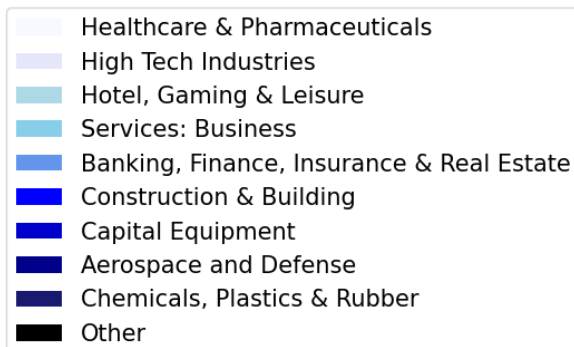 Healthcare & Pharmaceuticals
High Tech Industries
Hotel, Gaming & Leisure
Services: Business
Banking, Finance, Insurance & Real Estate
Construction & Building
Capital Equipment
Aerospace and Defense
Chemicals, Plastics & Rubber
Other